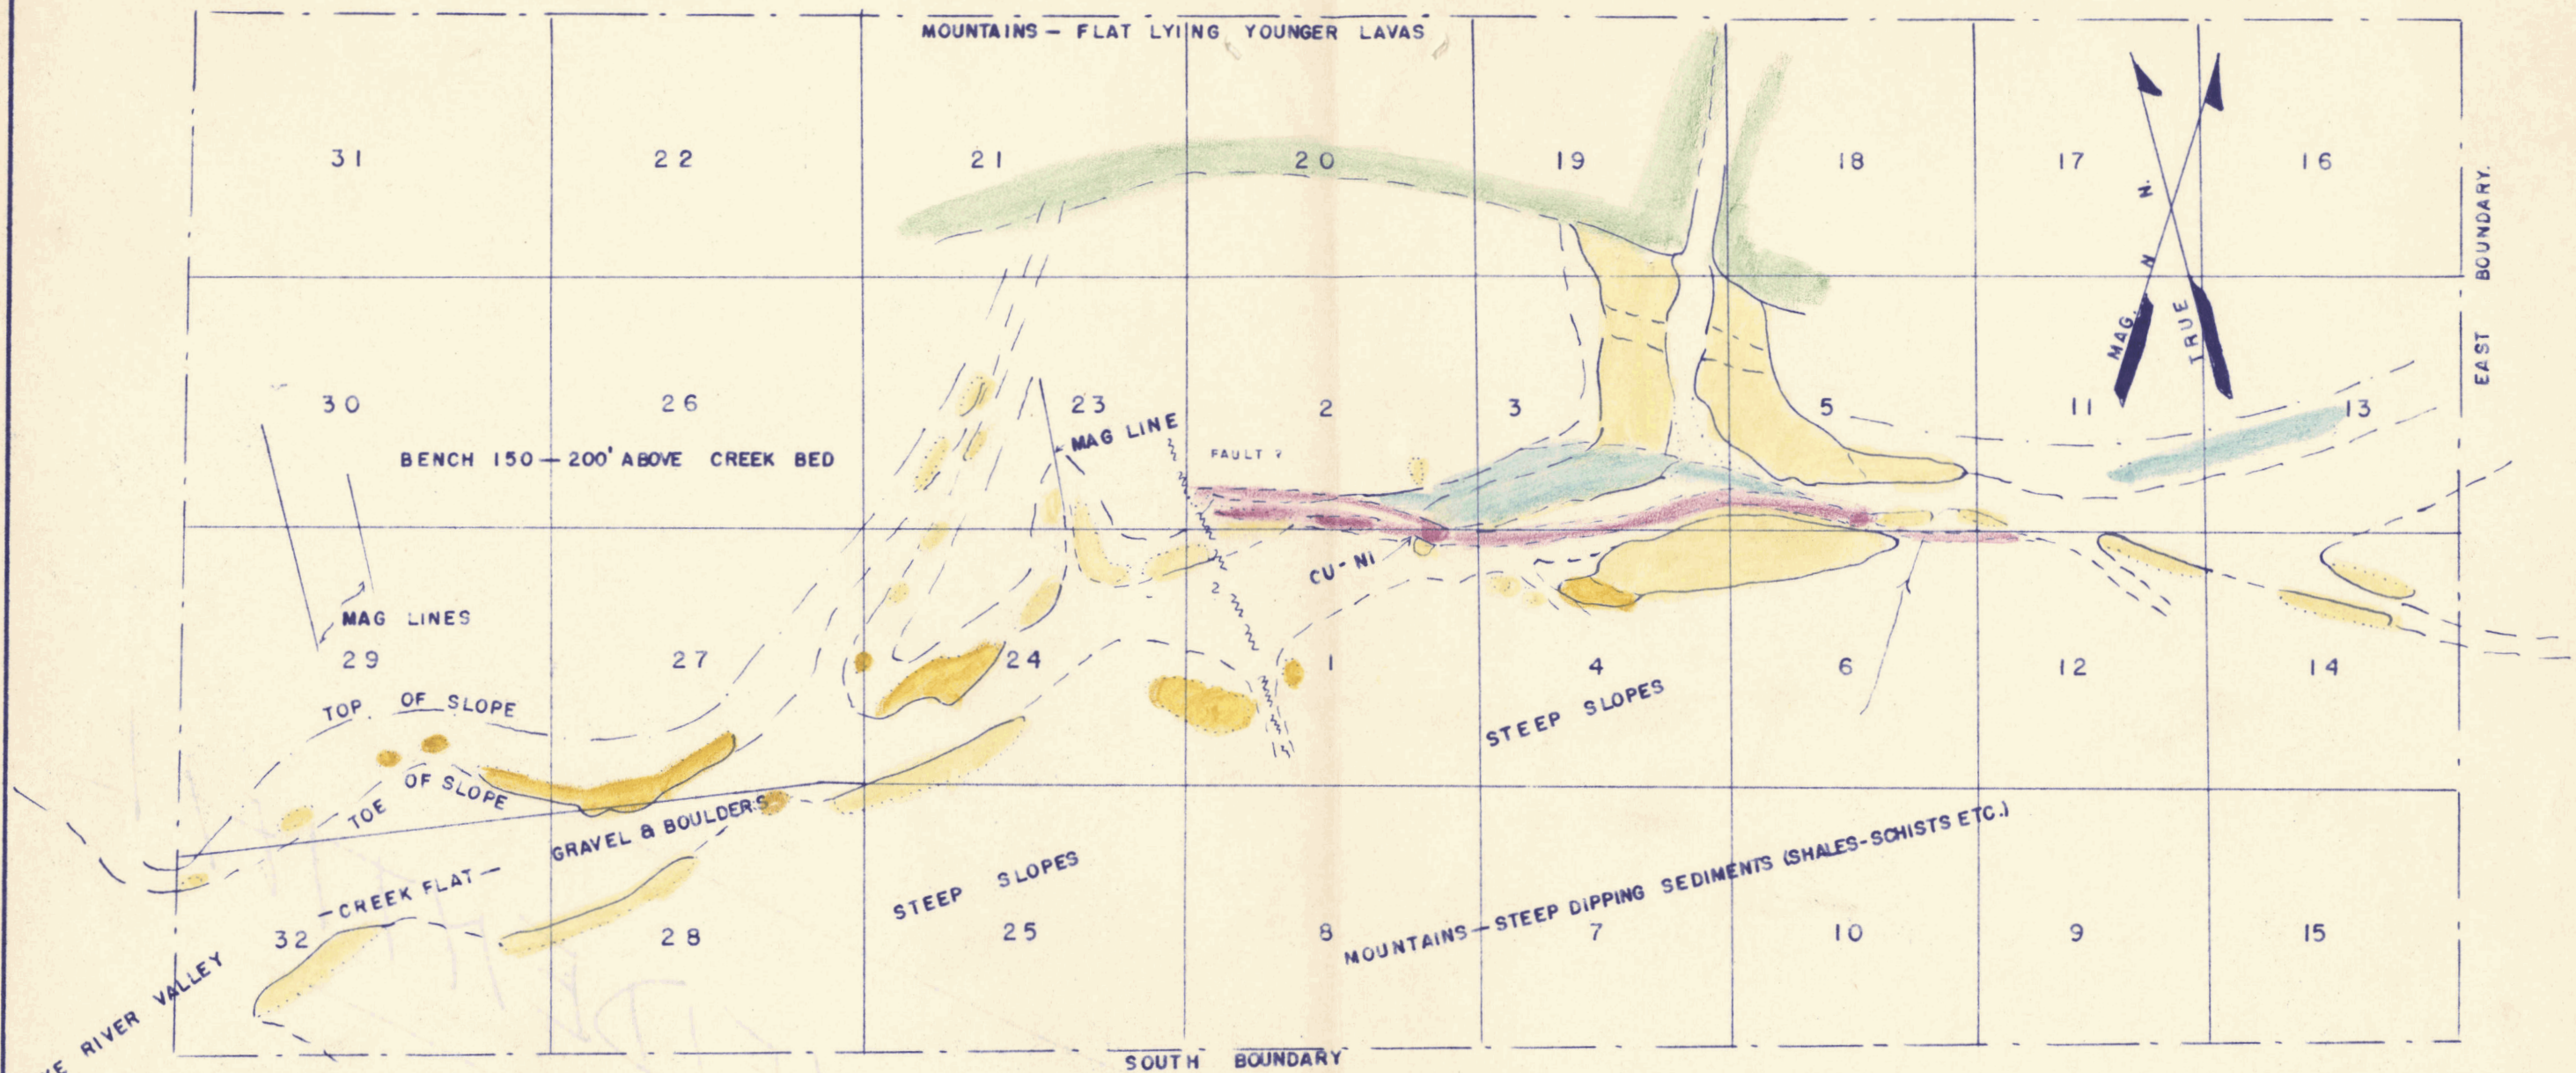 MOUNTAINS — FLAT LYING YOUNGER LAVAS
31 22 21 20 19 18 17 16
N.
N
MAG.
TRUE
EAST BOUNDARY.
30 26 23 2 3 5 11 13
MAG LINE
BENCH 150 — 200' ABOVE CREEK BED
FAULT ?
CU - NI
?
MAG LINES
29 27 24 1 4 6 12 14
TOP OF SLOPE
STEEP SLOPES
TOE OF SLOPE
GRAVEL & BOULDERS
— CREEK FLAT —
STEEP SLOPES
MOUNTAINS — STEEP DIPPING SEDIMENTS (SHALES - SCHISTS ETC.)
32 28 25 8 7 10 9 15
RIVER VALLEY
SOUTH BOUNDARY